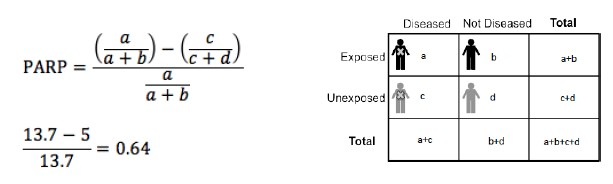 PARP = ((a/(a + b)) − (c/(c + d))) / (a/(a + b))
(13.7 − 5)/13.7 = 0.64
Diseased Not Diseased Total
Exposed a b a+b
Unexposed c d c+d
Total a+c b+d a+b+c+d